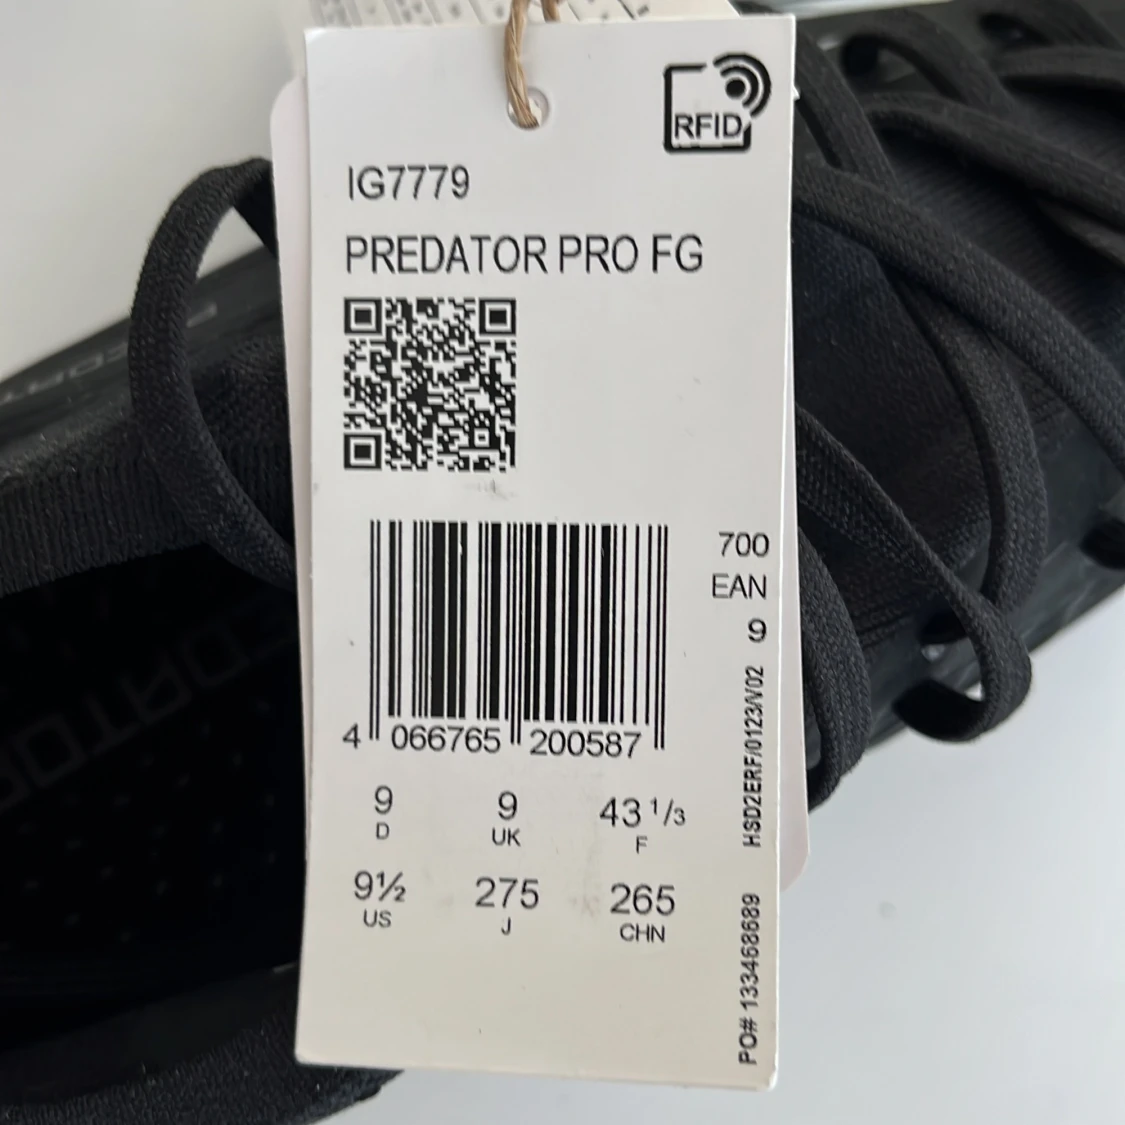 RFID
IG7779
PREDATOR PRO FG
700
EAN
9
4 066765 200587
9
D
9
UK
43 1/3
F
9½
US
275
J
265
CHN
HSD2ERF/0123/V02
PO# 133468689